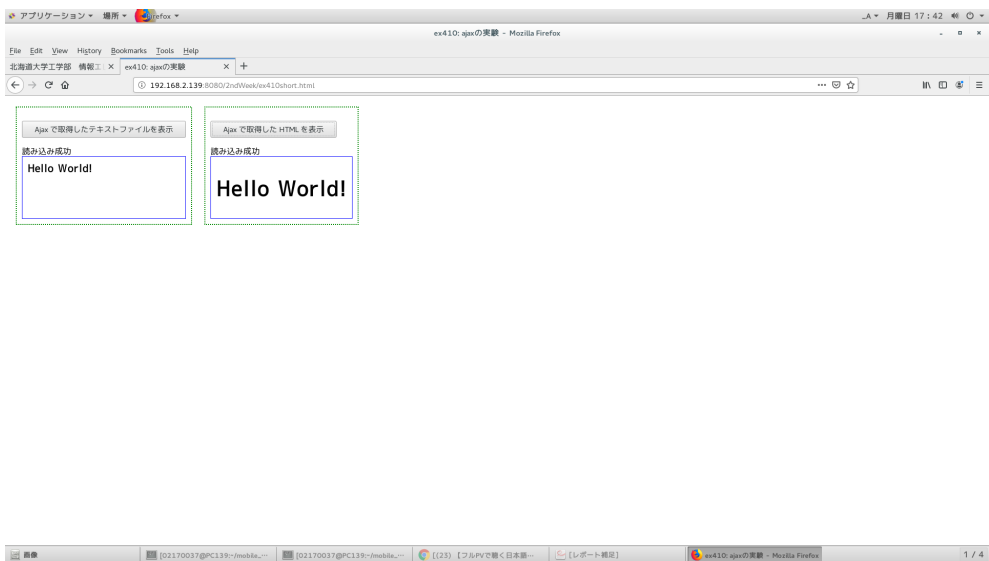 アプリケーション 場所 Firefox _A 月曜日 17 : 42
ex410: ajaxの実験 - Mozilla Firefox
File Edit View History Bookmarks Tools Help
北海道大学工学部 情報工 × ex410: ajaxの実験 × +
192.168.2.139:8080/2ndWeek/ex410short.html
Ajax で取得したテキストファイルを表示
読み込み成功
Hello World!
Ajax で取得した HTML を表示
読み込み成功
Hello World!
画像 [02170037@PC139:~/mobile_… [02170037@PC139:~/mobile_… [(23) 【フルPVで聴く日本語… [レポート補足] ex410: ajaxの実験 - Mozilla Firefox 1 / 4